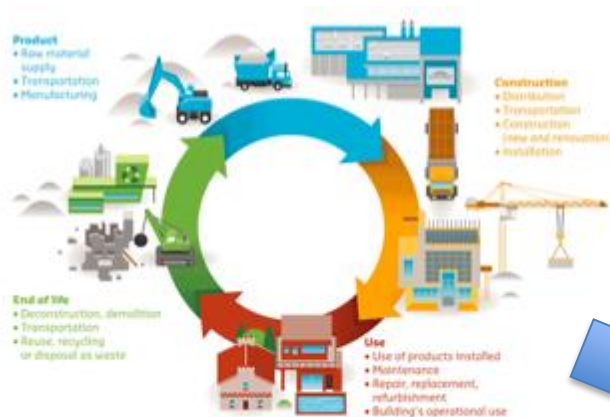 Product
• Raw material
supply
• Transportation
• Manufacturing
Construction
• Distribution
• Transportation
• Construction
(new and renovation)
• Installation
Use
• Use of products installed
• Maintenance
• Repair, replacement,
refurbishment
• Building's operational use
End of life
• Deconstruction, demolition
• Transportation
• Reuse, recycling
or disposal as waste